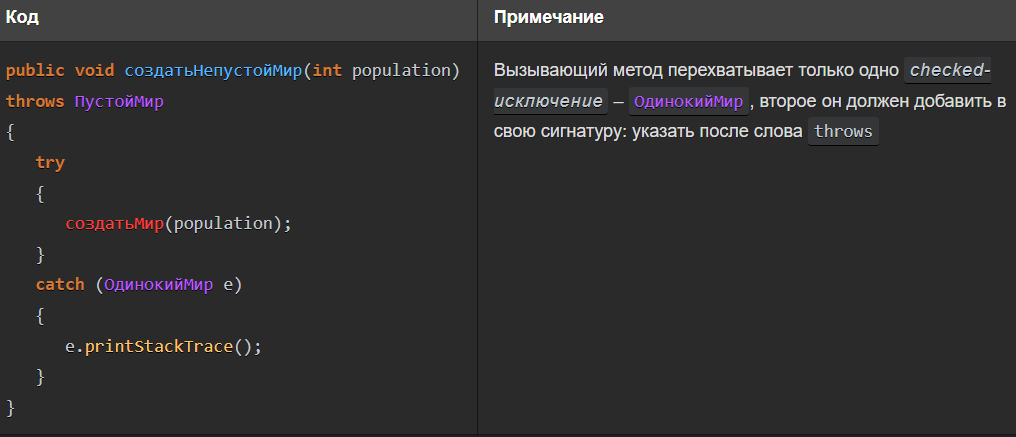 Код
public void создатьНепустойМир(int population)
throws ПустойМир
{
try
{
создатьМир(population);
}
catch (ОдинокийМир e)
{
e.printStackTrace();
}
}
Примечание
Вызывающий метод перехватывает только одно checked-
исключение – ОдинокийМир, второе он должен добавить в
свою сигнатуру: указать после слова throws